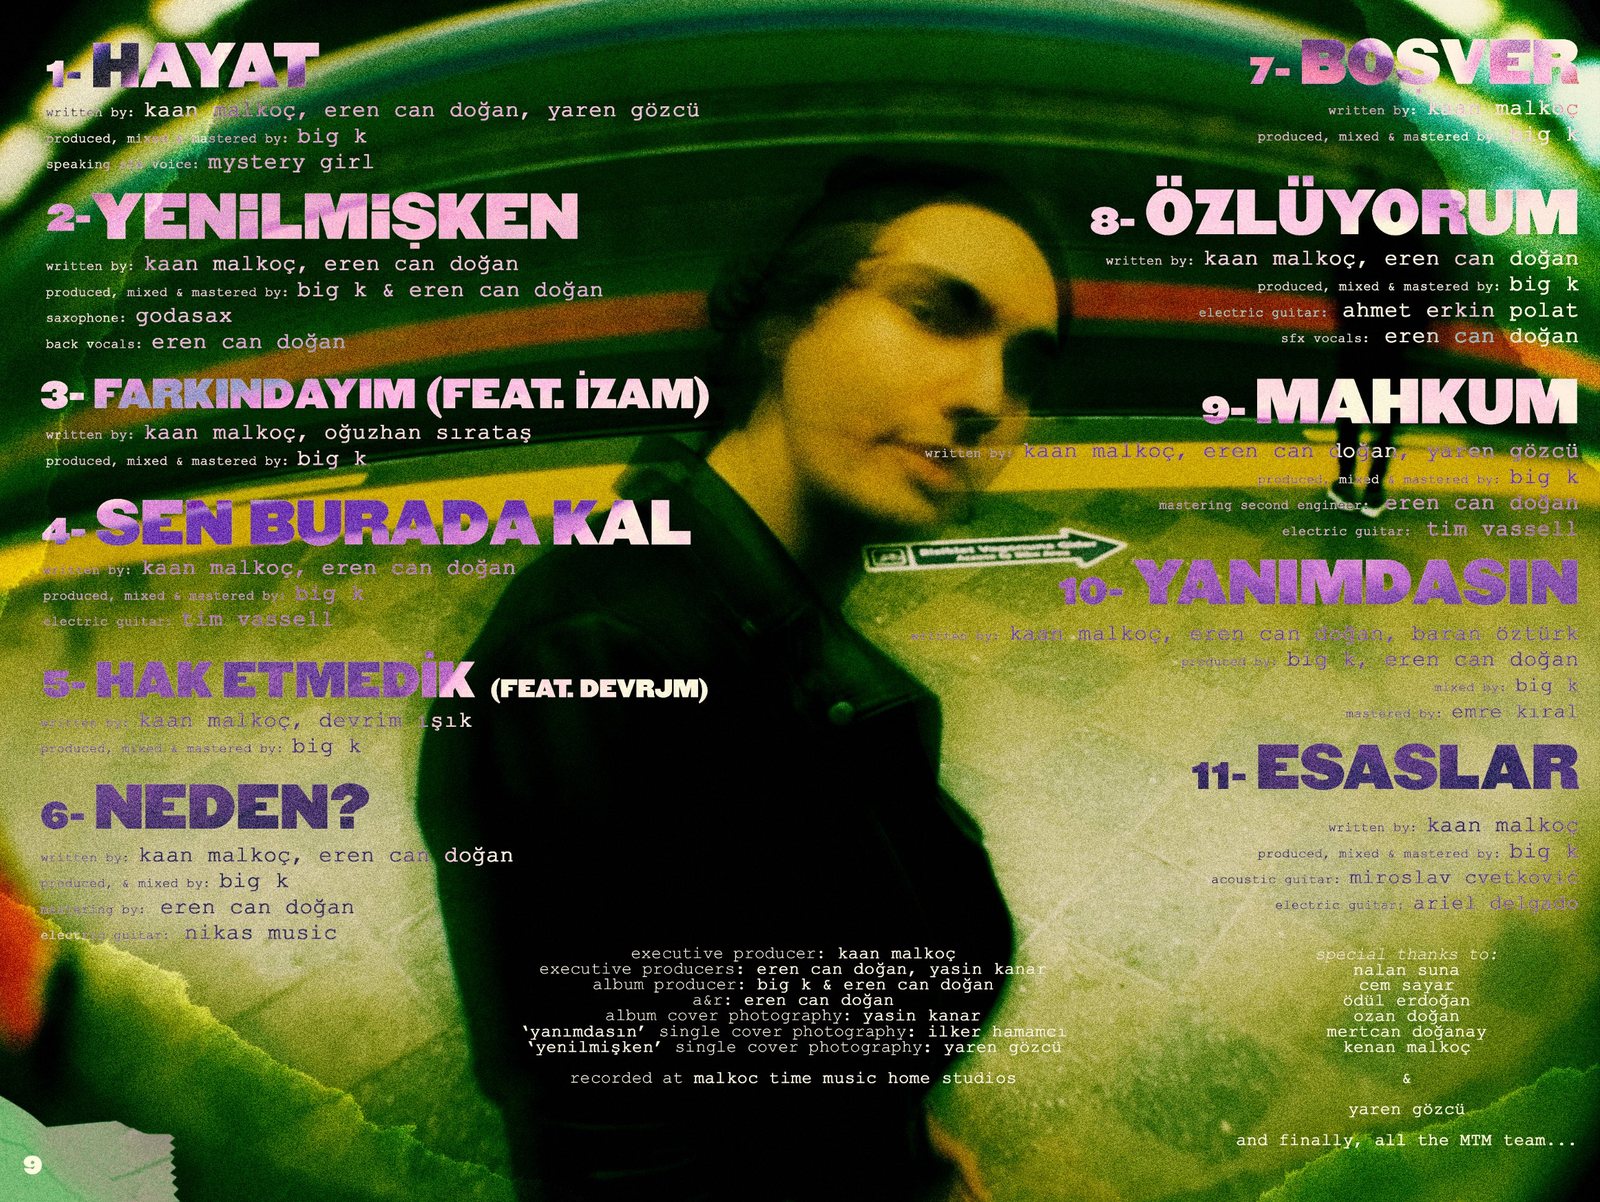 1- HAYAT
written by: kaan malkoç, eren can doğan, yaren gözcü
produced, mixed & mastered by: big k
speaking voice: mystery girl
2- YENİLMİŞKEN
written by: kaan malkoç, eren can doğan
produced, mixed & mastered by: big k & eren can doğan
saxophone: godasax
back vocals: eren can doğan
3- FARKINDAYIM (FEAT. İZAM)
written by: kaan malkoç, oğuzhan sırataş
produced, mixed & mastered by: big k
4- SEN BURADA KAL
written by: kaan malkoç, eren can doğan
produced, mixed & mastered by: big k
electric guitar: tim vassell
5- HAK ETMEDİK (FEAT. DEVRJM)
written by: kaan malkoç, devrim ışık
produced, mixed & mastered by: big k
6- NEDEN?
written by: kaan malkoç, eren can doğan
produced, & mixed by: big k
mastering by: eren can doğan
electric guitar: nikas music
7- BOŞVER
written by: kaan malkoç
produced, mixed & mastered by: big k
8- ÖZLÜYORUM
written by: kaan malkoç, eren can doğan
produced, mixed & mastered by: big k
electric guitar: ahmet erkin polat
sfx vocals: eren can doğan
9- MAHKUM
written by: kaan malkoç, eren can doğan, yaren gözcü
produced, mixed & mastered by: big k
mastering second engineer: eren can doğan
electric guitar: tim vassell
10- YANIMDASIN
written by: kaan malkoç, eren can doğan, baran öztürk
produced by: big k, eren can doğan
mixed by: big k
mastered by: emre kıral
11- ESASLAR
written by: kaan malkoç
produced, mixed & mastered by: big k
acoustic guitar: miroslav cvetković
electric guitar: ariel delgado
executive producer: kaan malkoç
executive producers: eren can doğan, yasin kanar
album producer: big k & eren can doğan
a&r: eren can doğan
album cover photography: yasin kanar
‘yanımdasın’ single cover photography: ilker hamamcı
‘yenilmişken’ single cover photography: yaren gözcü
recorded at malkoc time music home studios
special thanks to:
nalan suna
cem sayar
ödül erdoğan
ozan doğan
mertcan doğanay
kenan malkoç
&
yaren gözcü
and finally, all the MTM team...
9